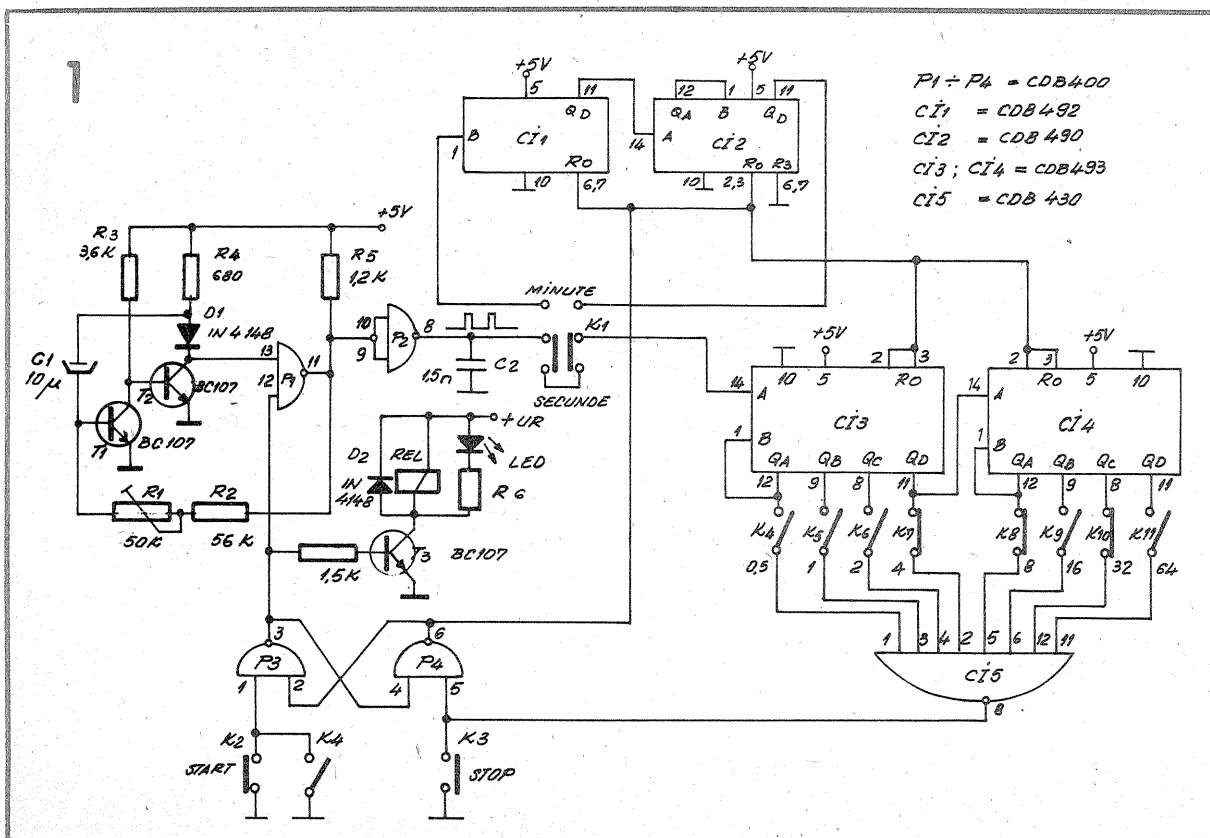 1
+5V
5
11
QD
B
1
CI1
R0
10
6,7
+5V
12
1
5
11
QA
B
QD
A
14
CI2
R0
R3
10
2,3
6,7
P1 ÷ P4 = CDB400
CI1 = CDB492
CI2 = CDB 490
CI3 ; CI4 = CDB493
CI5 = CDB 430
R3
3,6K
R4
680
+5V
R5
1,2K
D1
1N 4148
C1
10µ
T2
BC107
T1
BC107
13
12
P1
11
10
9
P2
8
C2
1,5n
MINUTE
K1
SECUNDE
R1
50K
R2
56K
+UR
D2
1N
4148
REL
LED
R6
1,5K
T3
BC107
+5V
10
5
2
3
R0
14
A
CI3
1
B
QA
QB
QC
QD
12
9
8
11
2
3
+5V
R0
5
10
14
A
CI4
1
B
QA
QB
QC
QD
12
9
8
11
K4
K5
K6
K7
K8
K9
K10
K11
0,5
1
2
4
8
16
32
64
1
3
4
2
5
6
12
11
CI5
8
3
P3
1
2
6
P4
4
5
K2
K4
START
K3
STOP